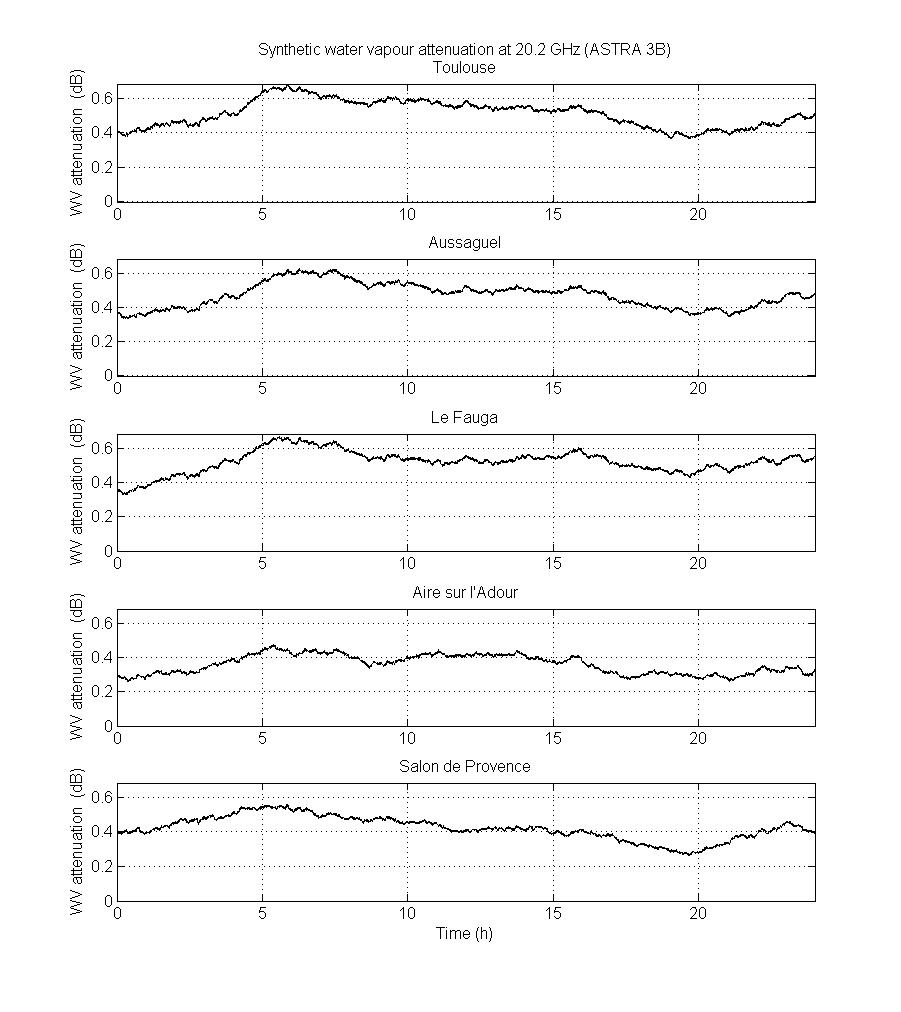 Synthetic water vapour attenuation at 20.2 GHz (ASTRA 3B)
Toulouse
WV attenuation (dB)
0.6
0.4
0.2
0
0 5 10 15 20
Aussaguel
WV attenuation (dB)
0.6
0.4
0.2
0
0 5 10 15 20
Le Fauga
WV attenuation (dB)
0.6
0.4
0.2
0
0 5 10 15 20
Aire sur l'Adour
WV attenuation (dB)
0.6
0.4
0.2
0
0 5 10 15 20
Salon de Provence
WV attenuation (dB)
0.6
0.4
0.2
0
0 5 10 15 20
Time (h)